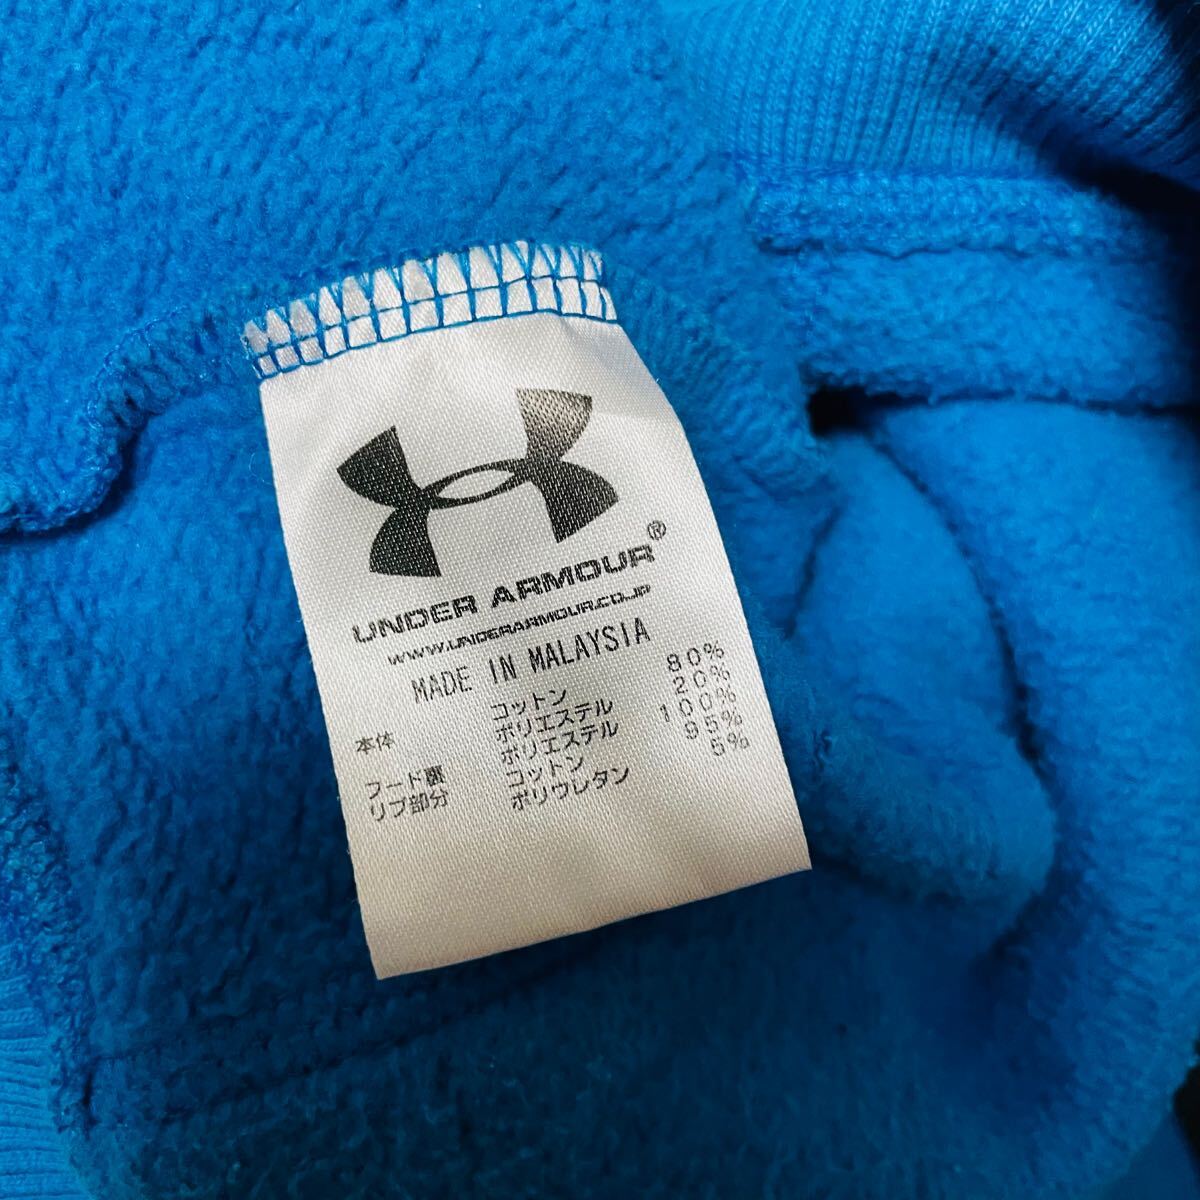 UNDER ARMOUR®
WWW.UNDERARMOUR.CO.JP
MADE IN MALAYSIA
本体 コットン 80%
ポリエステル 20%
フード裏 ポリエステル 100%
リブ部分 コットン 95%
ポリウレタン 5%